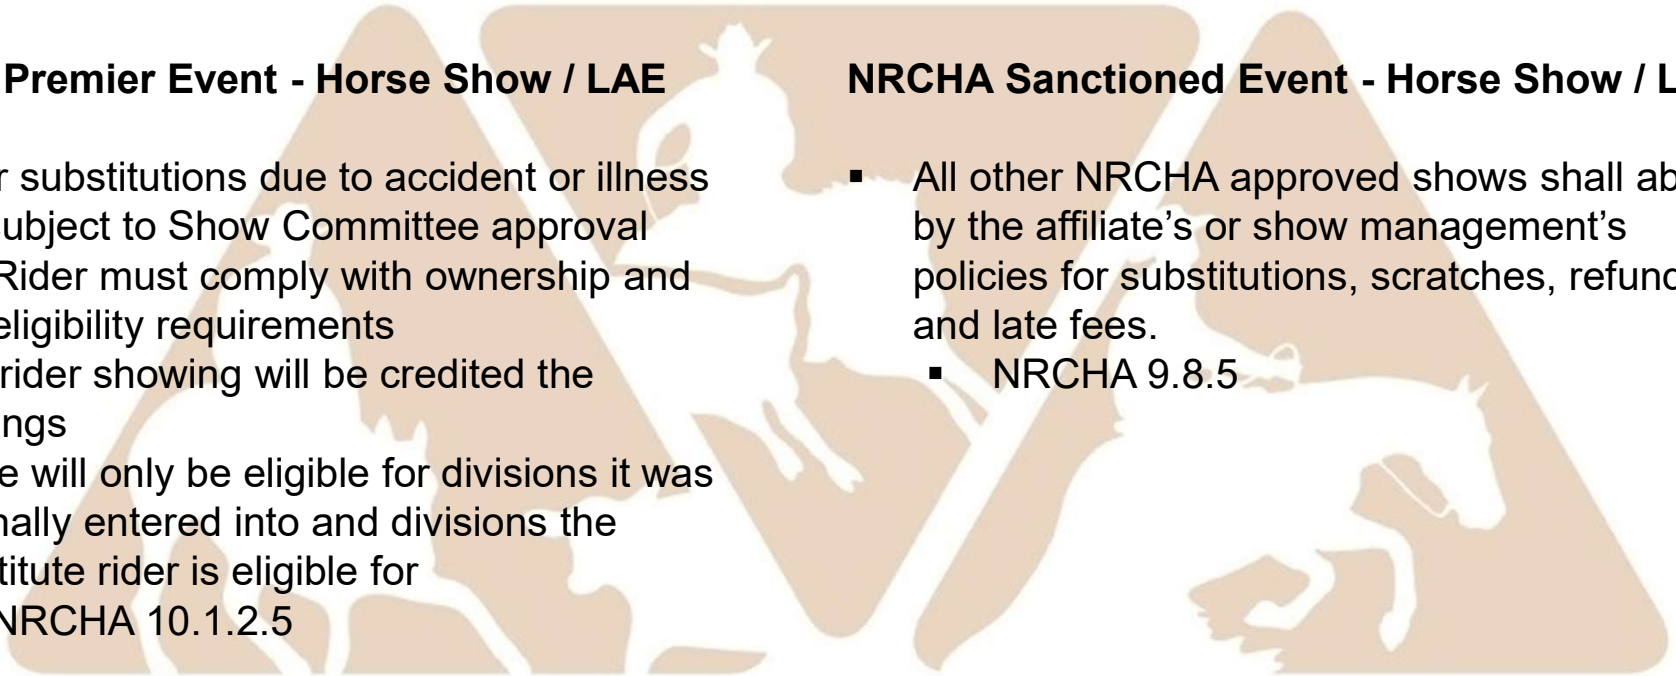 Premier Event - Horse Show / LAE
r substitutions due to accident or illness
subject to Show Committee approval
Rider must comply with ownership and
eligibility requirements
rider showing will be credited the
ngs
e will only be eligible for divisions it was
nally entered into and divisions the
titute rider is eligible for
NRCHA 10.1.2.5
NRCHA Sanctioned Event - Horse Show / L
▪ All other NRCHA approved shows shall ab
by the affiliate’s or show management’s
policies for substitutions, scratches, refund
and late fees.
▪ NRCHA 9.8.5